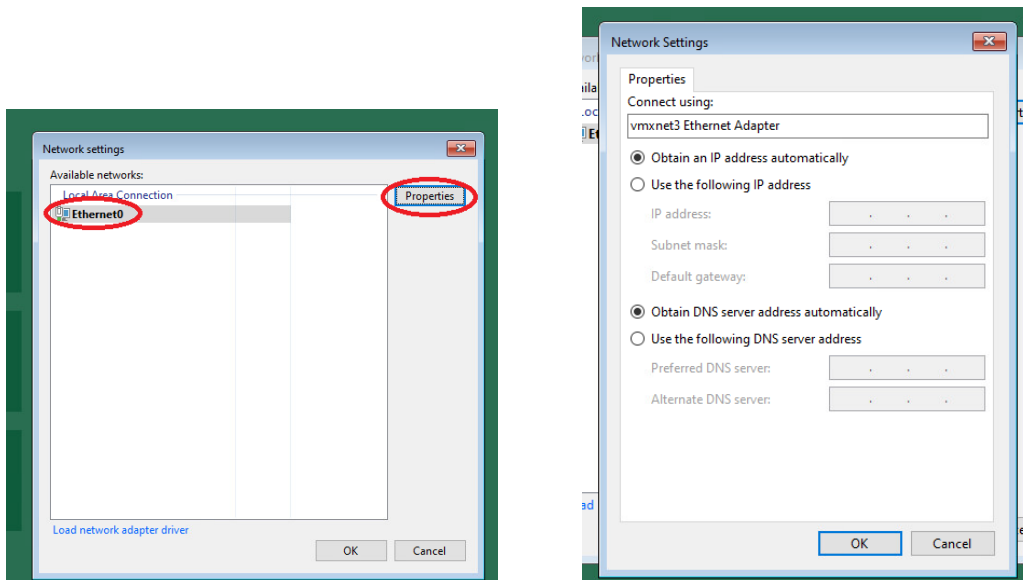 Network settings
Available networks:
Local Area Connection
Ethernet0
Properties
Load network adapter driver
OK Cancel
Network Settings
Properties
Connect using:
vmxnet3 Ethernet Adapter
Obtain an IP address automatically
Use the following IP address
IP address: . . .
Subnet mask: . . .
Default gateway: . . .
Obtain DNS server address automatically
Use the following DNS server address
Preferred DNS server: . . .
Alternate DNS server: . . .
OK Cancel